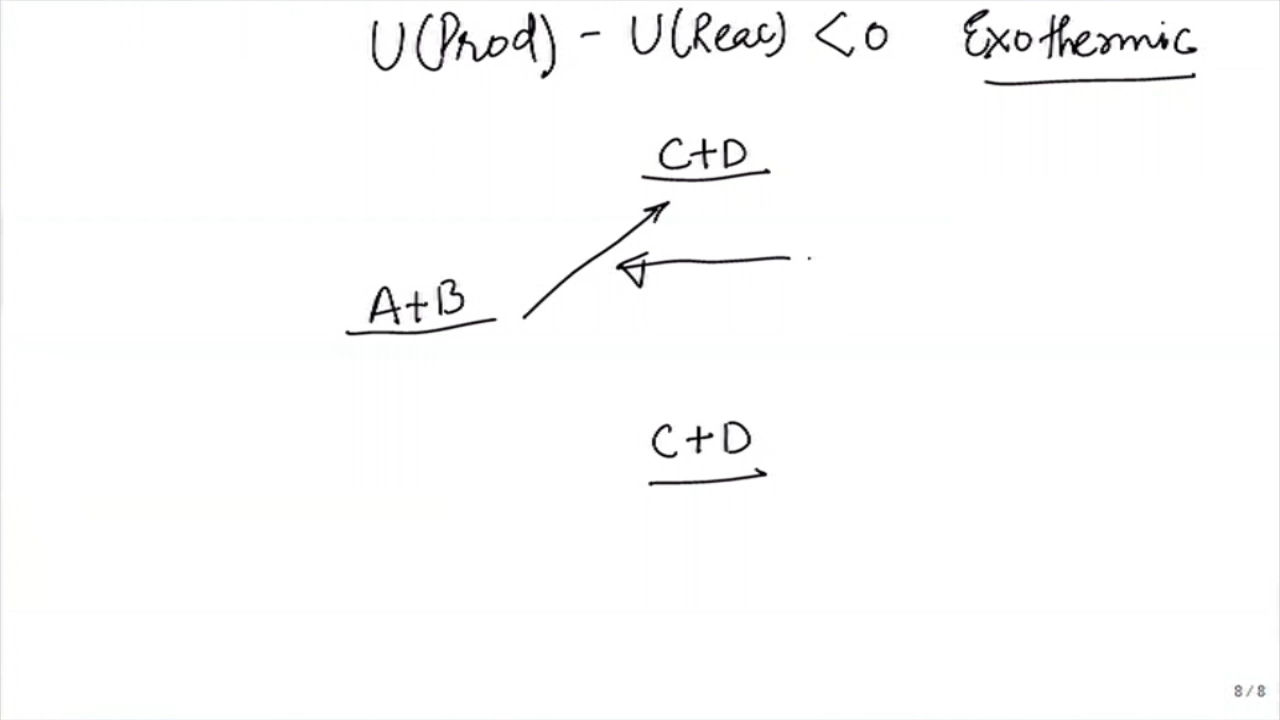 U(Prod) - U(Reac) < 0 Exothermic
C+D
A+B
C+D
8/8